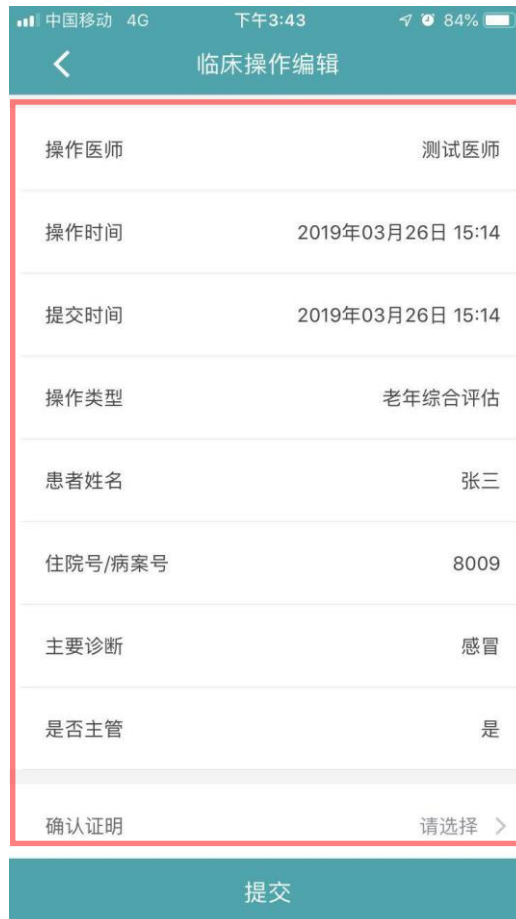 中国移动 4G 下午3:43 84%
临床操作编辑
操作医师 测试医师
操作时间 2019年03月26日 15:14
提交时间 2019年03月26日 15:14
操作类型 老年综合评估
患者姓名 张三
住院号/病案号 8009
主要诊断 感冒
是否主管 是
确认证明 请选择
提交